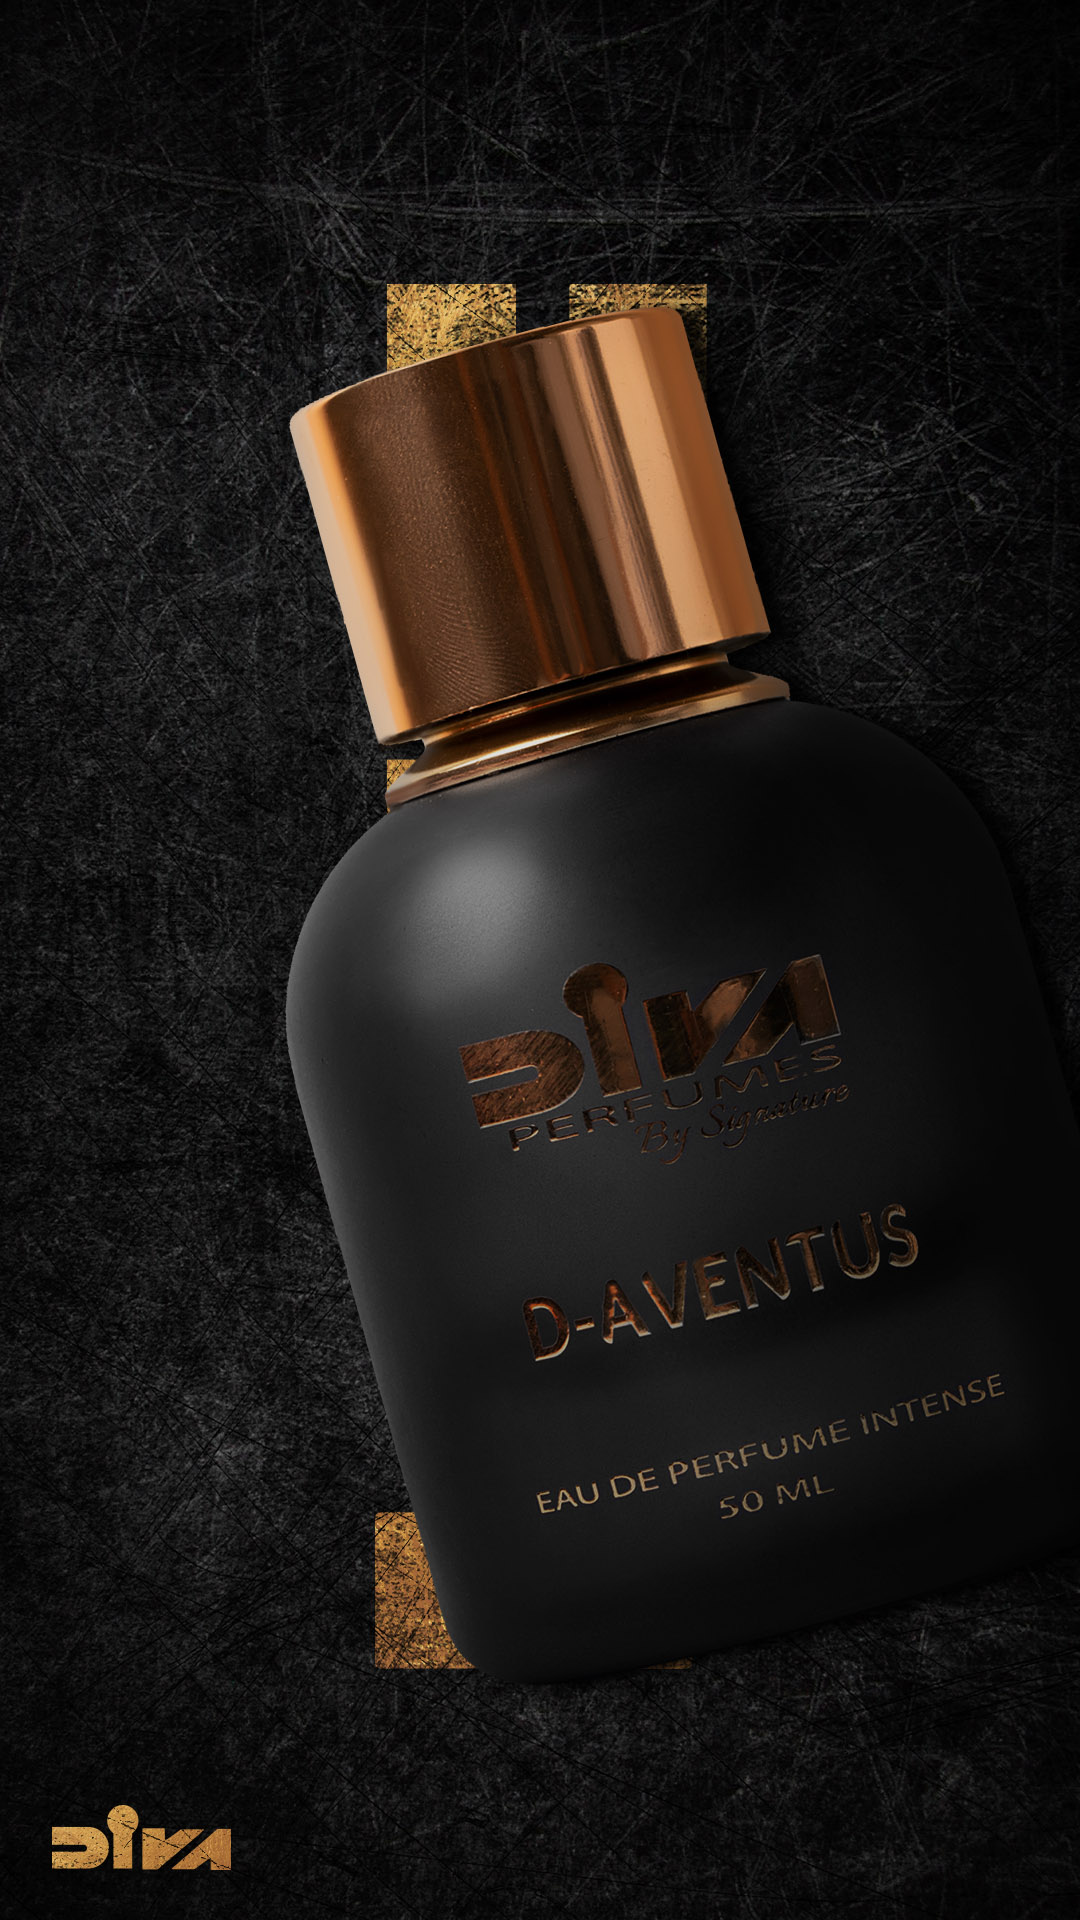 DIVA
PERFUMES
By Signature
D-AVENTUS
EAU DE PERFUME INTENSE
50 ML
DIVA